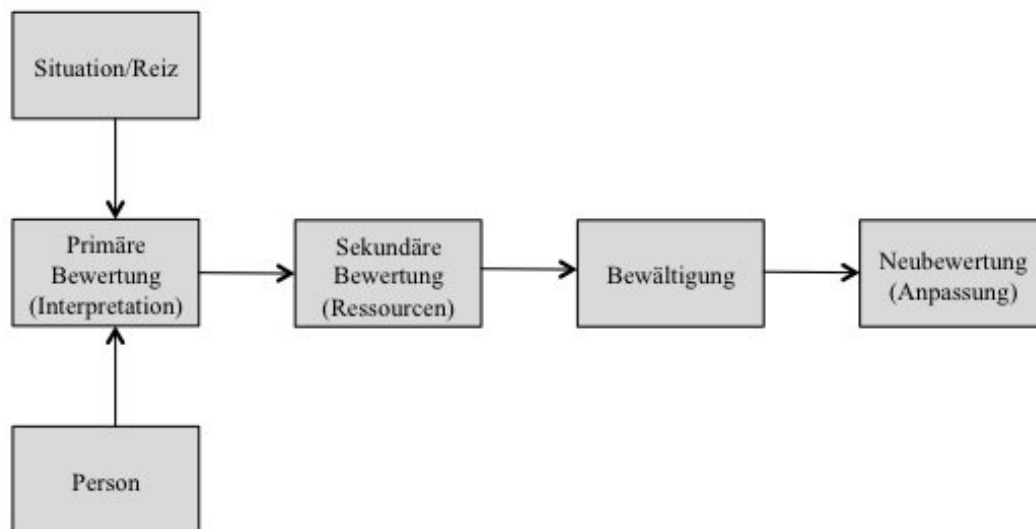 Situation/Reiz
Primäre
Bewertung
(Interpretation)
Sekundäre
Bewertung
(Ressourcen)
Bewältigung
Neubewertung
(Anpassung)
Person